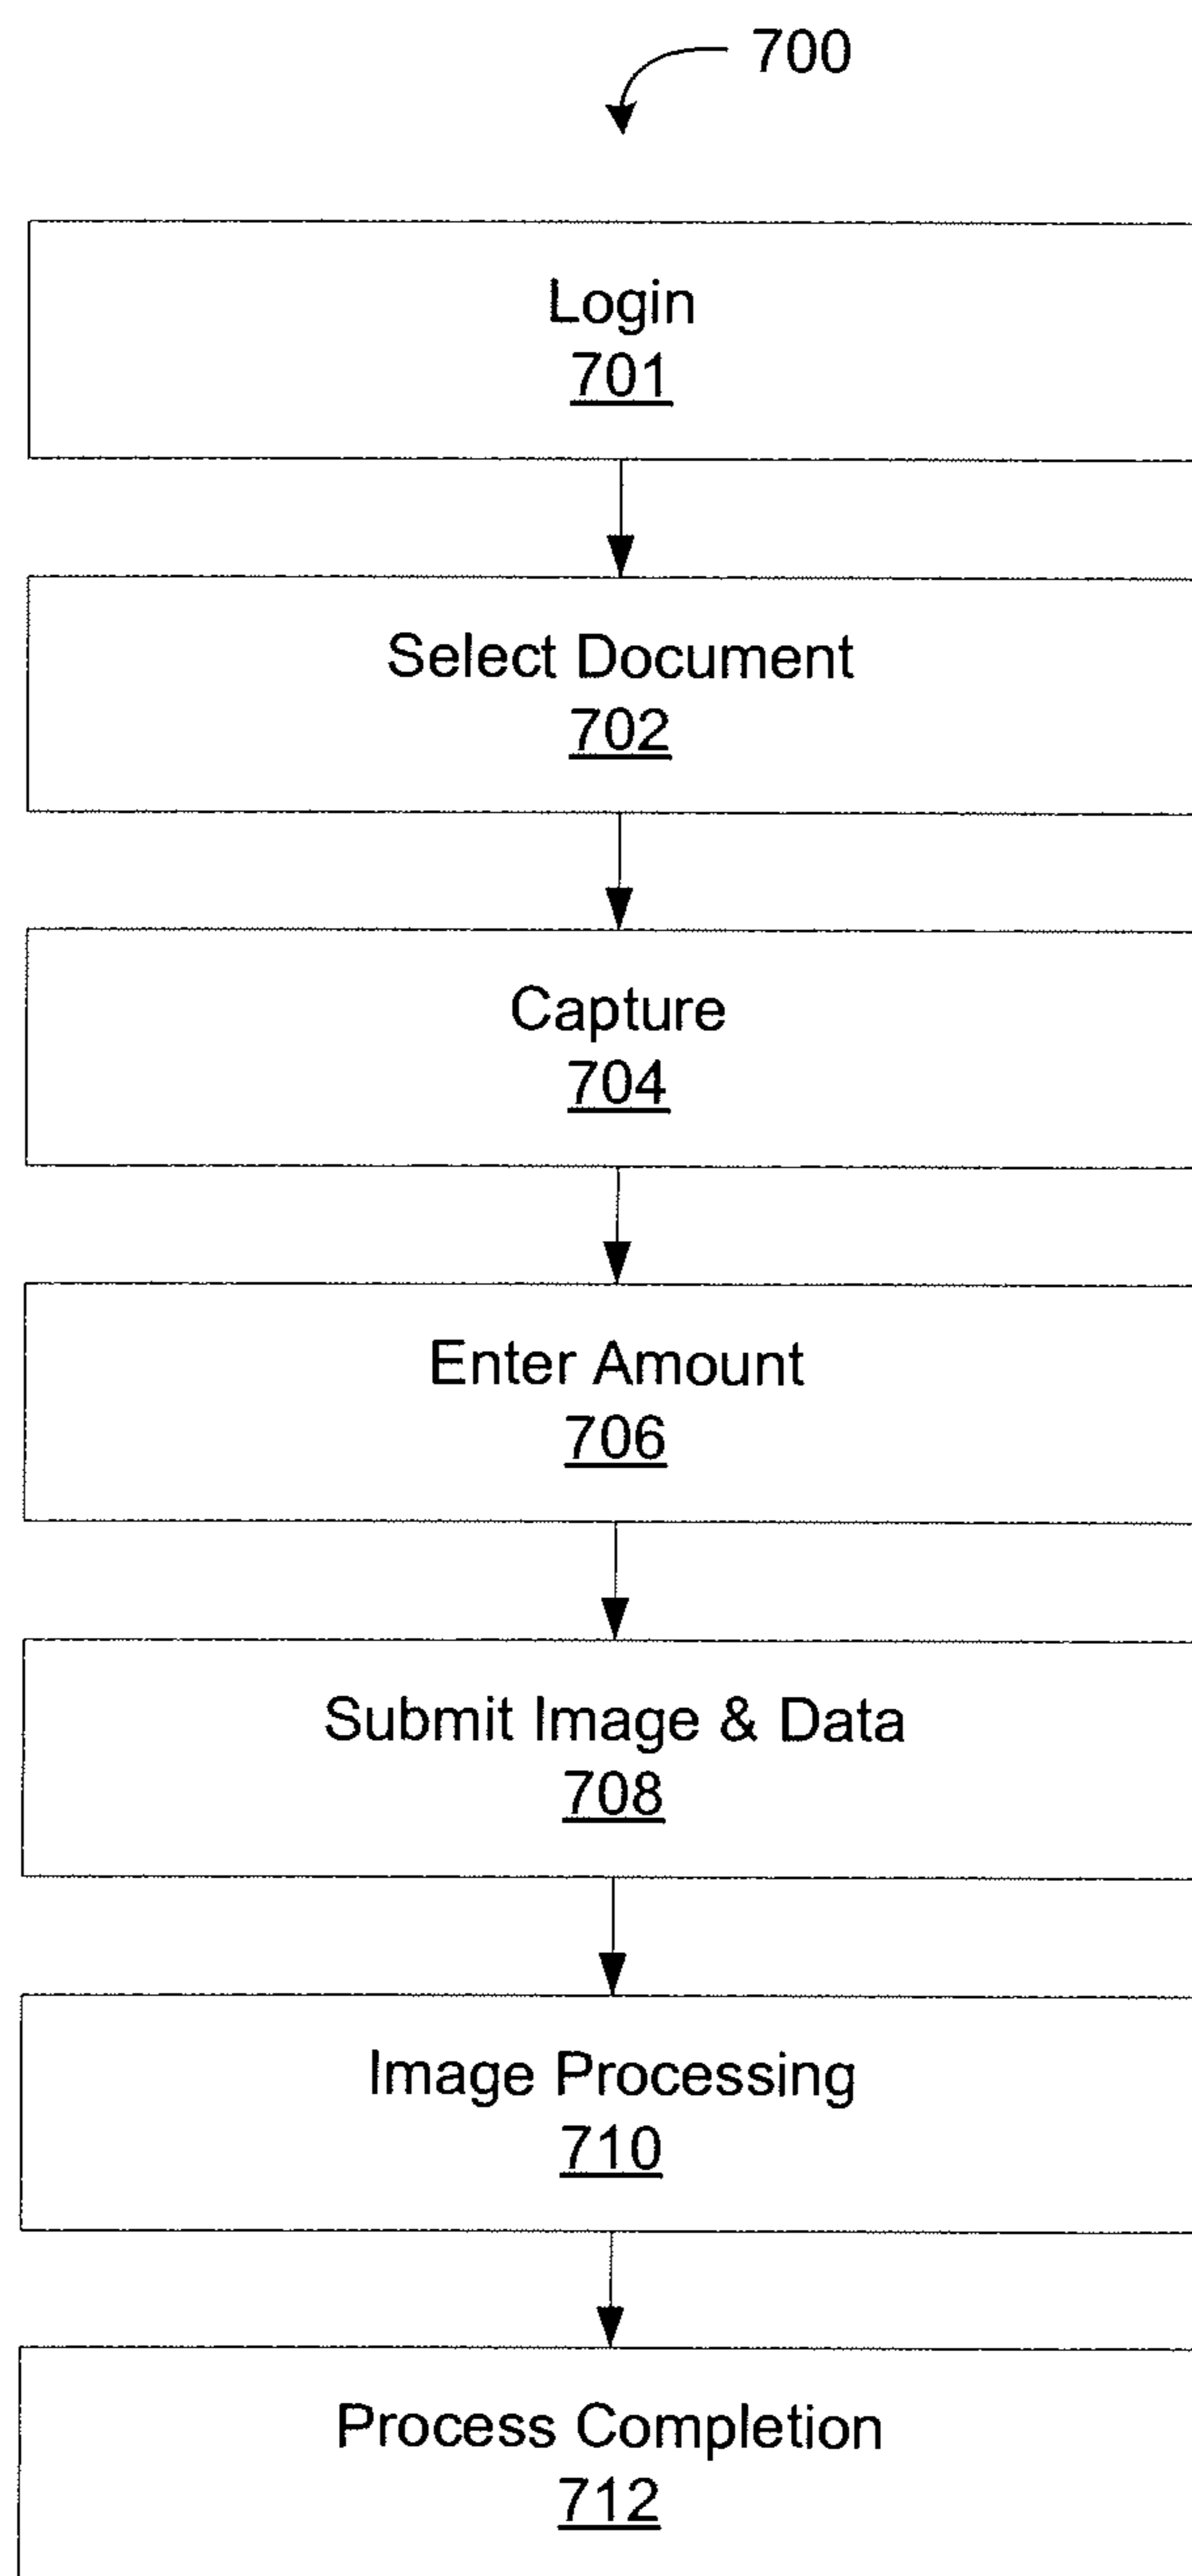 700
Login
701
Select Document
702
Capture
704
Enter Amount
706
Submit Image & Data
708
Image Processing
710
Process Completion
712